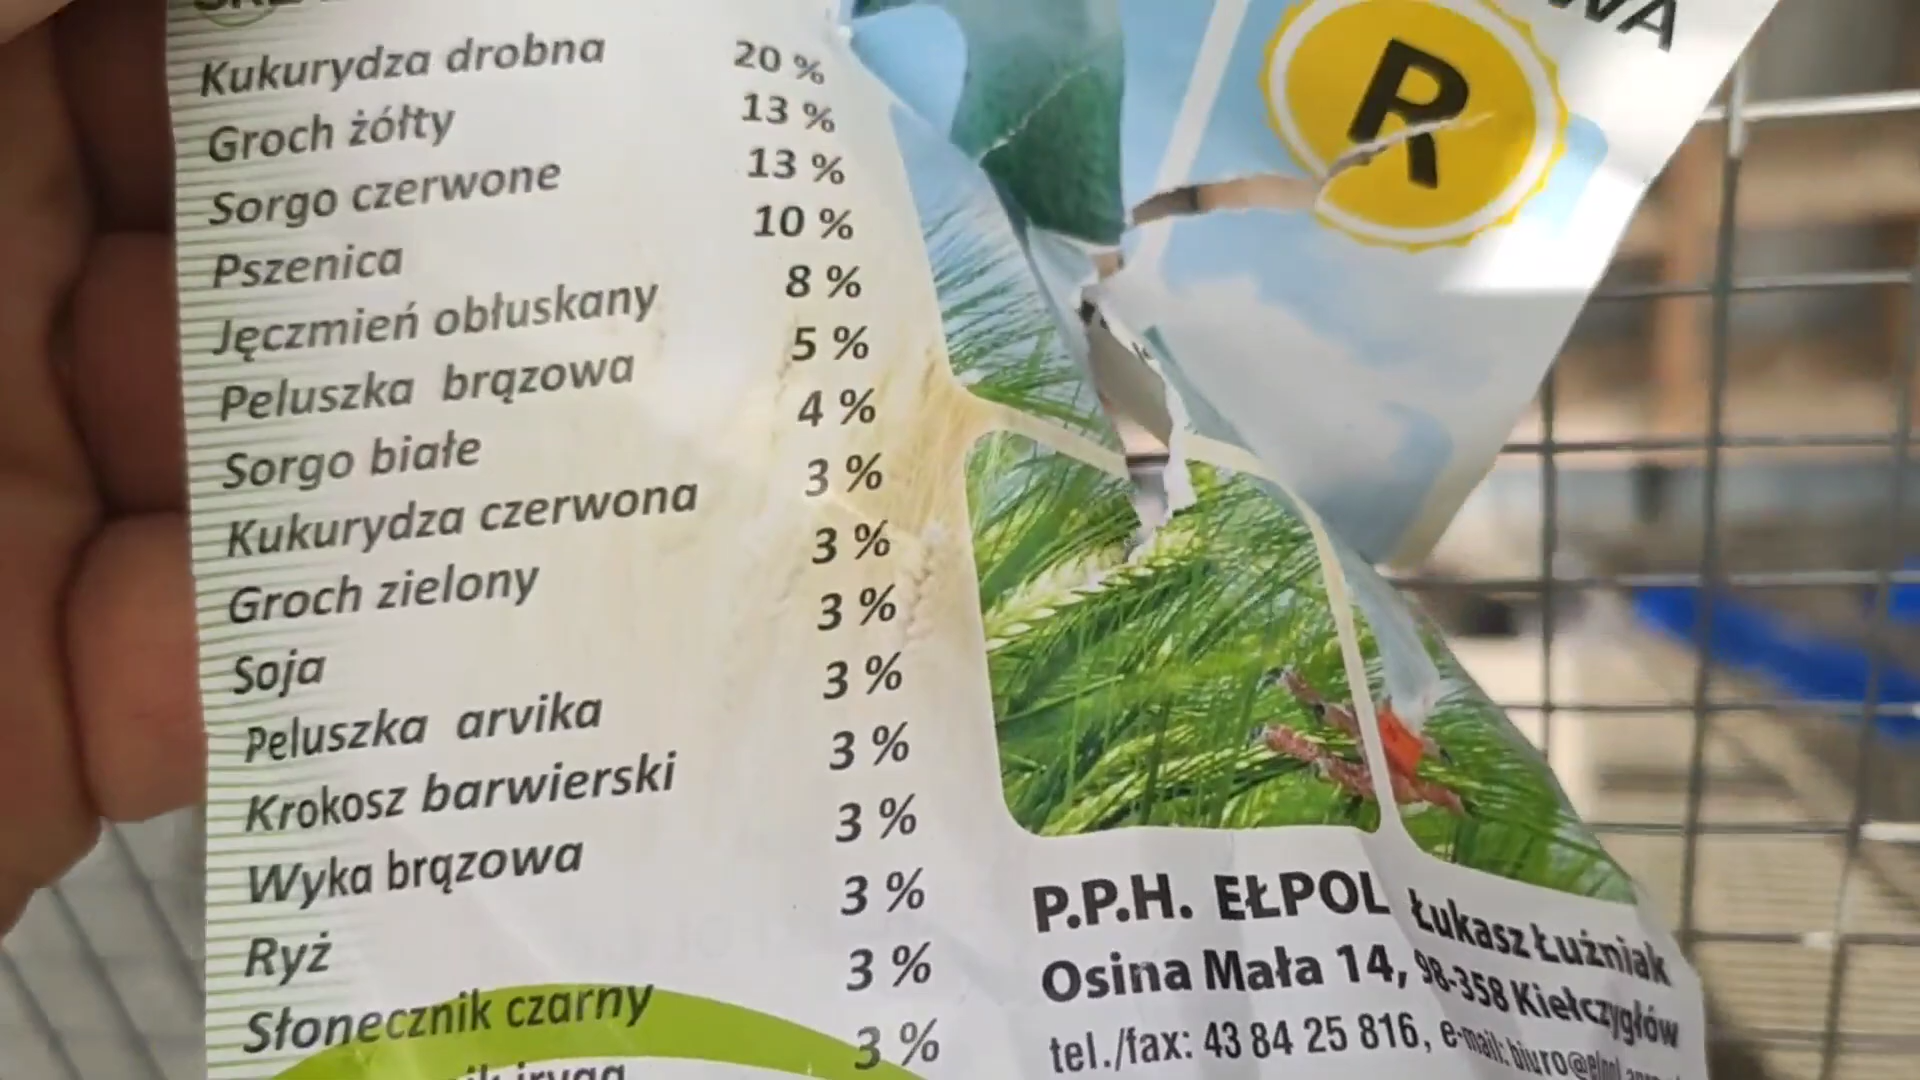 Kukurydza drobna 20 %
Groch żółty 13 %
Sorgo czerwone 13 %
Pszenica 10 %
Jęczmień obłuskany 8 %
Peluszka brązowa 5 %
Sorgo białe 4 %
Kukurydza czerwona 3 %
Groch zielony 3 %
Soja 3 %
Peluszka arvika 3 %
Krokosz barwierski 3 %
Wyka brązowa 3 %
Ryż 3 %
Słonecznik czarny 3 %
3 %
R
P.P.H. EŁPOL Łukasz Łuźniak
Osina Mała 14, 98-358 Kiełczygłów
tel./fax: 43 84 25 816, e-mail: biuro@